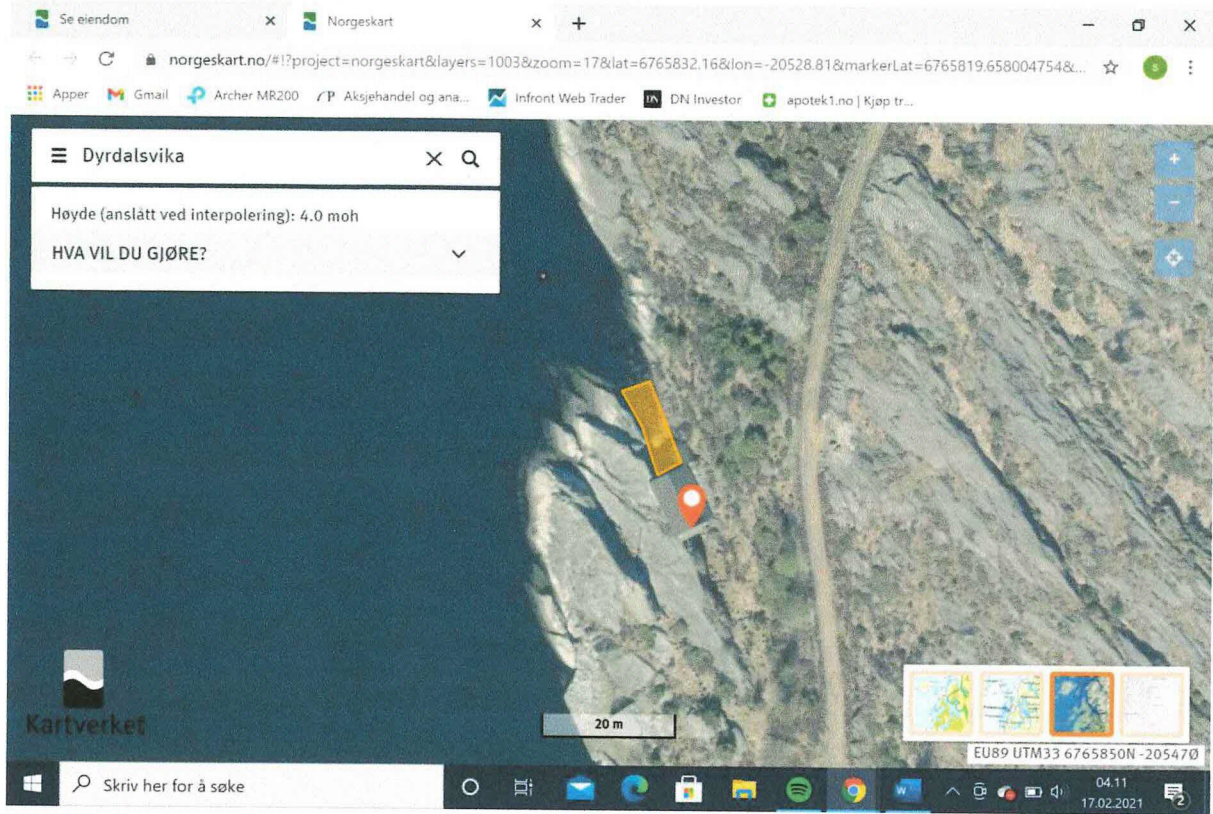 Se eiendom
Norgeskart
norgeskart.no/#!?project=norgeskart&layers=1003&zoom=17&lat=6765832.16&lon=-20528.81&markerLat=6765819.658004754&...
Apper
Gmail
Archer MR200
Aksjehandel og ana...
Infront Web Trader
DN
DN Investor
apotek1.no | Kjøp tr...
Dyrdalsvika
Høyde (anslått ved interpolering): 4.0 moh
HVA VIL DU GJØRE?
Kartverket
20 m
EU89 UTM33 6765850N -20547Ø
Skriv her for å søke
04.11
17.02.2021
2